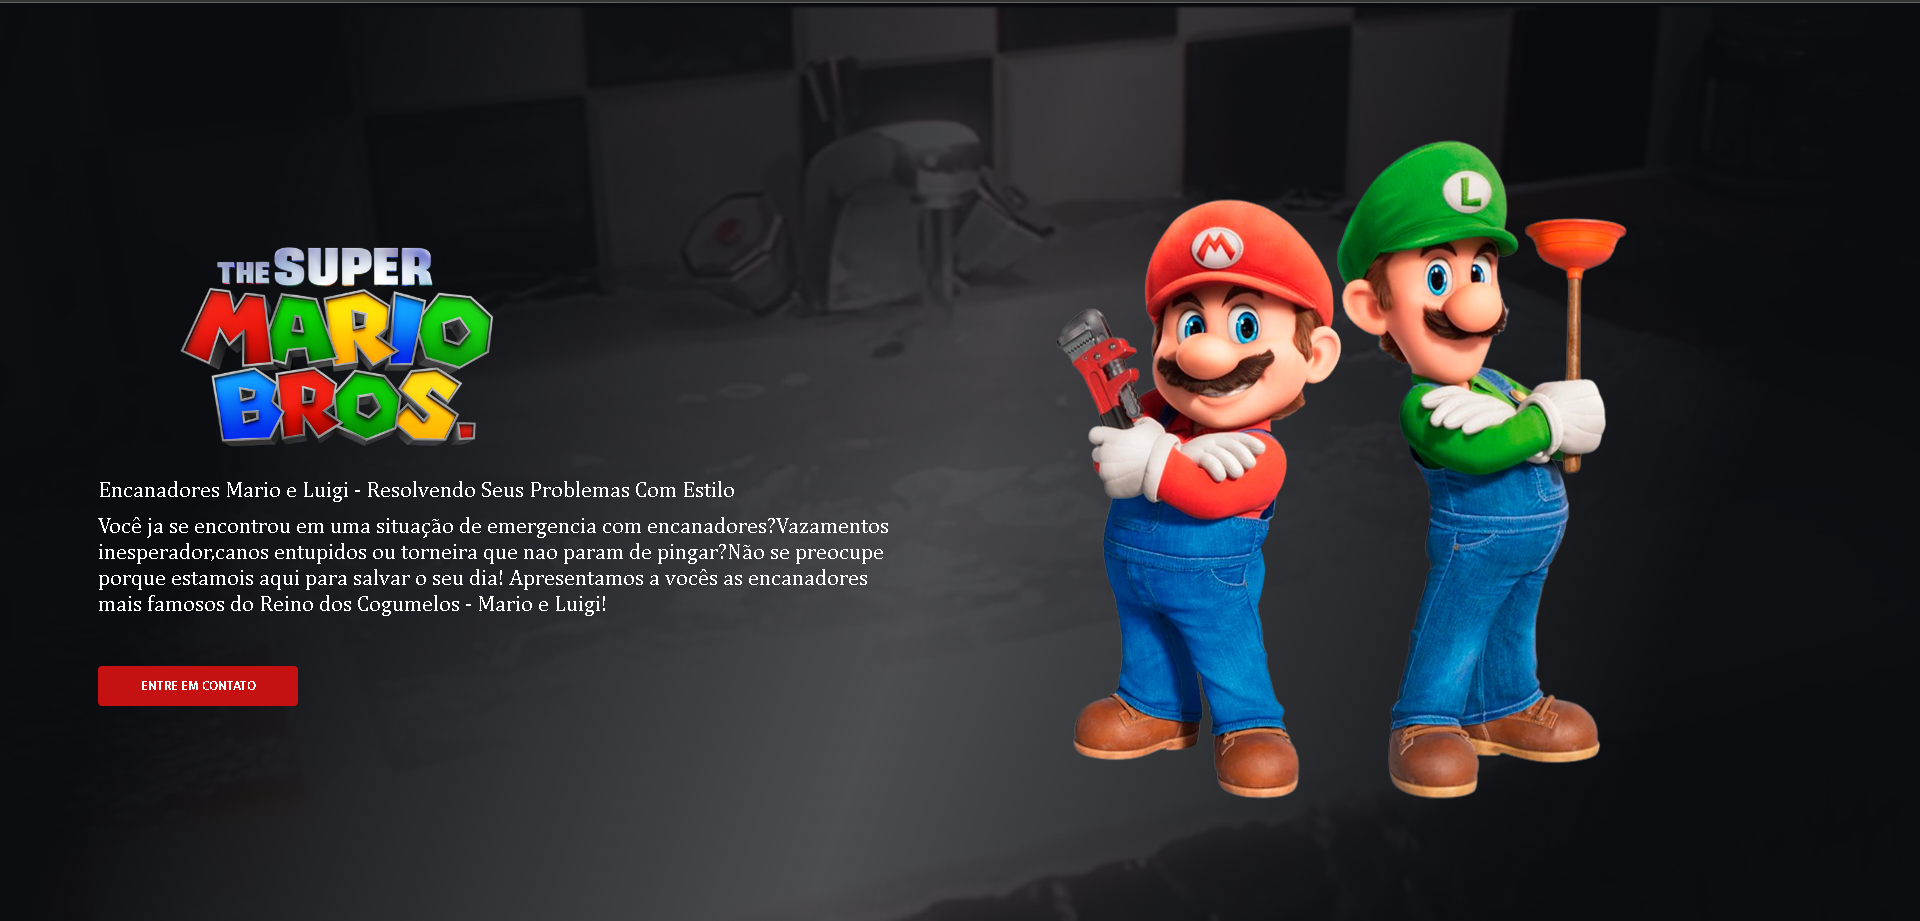 THE SUPER
MARIO
BROS.
M
L
Encanadores Mario e Luigi - Resolvendo Seus Problemas Com Estilo
Você ja se encontrou em uma situação de emergencia com encanadores?Vazamentos
inesperador,canos entupidos ou torneira que nao param de pingar?Não se preocupe
porque estamois aqui para salvar o seu dia! Apresentamos a vocês as encanadores
mais famosos do Reino dos Cogumelos - Mario e Luigi!
ENTRE EM CONTATO